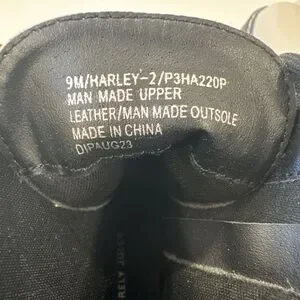 9M/HARLEY-2/P3HA220P
MAN MADE UPPER
LEATHER/MAN MADE OUTSOLE
MADE IN CHINA
DIPAUG23